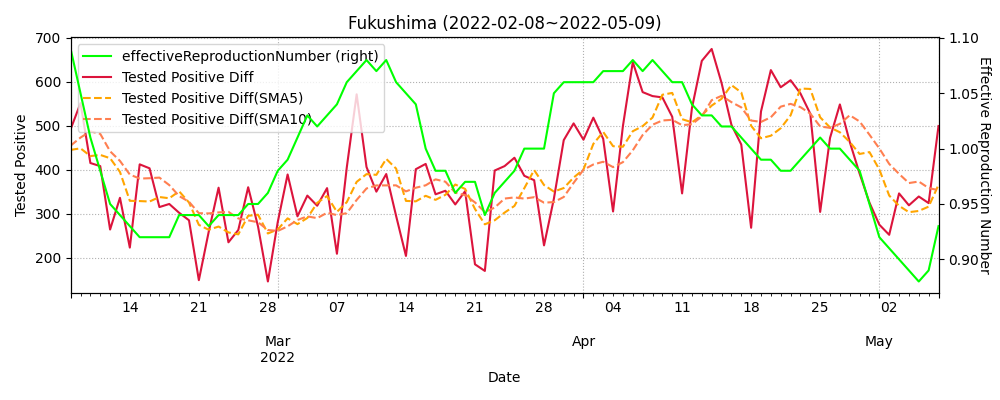 Fukushima (2022-02-08~2022-05-09)
effectiveReproductionNumber (right)
Tested Positive Diff
Tested Positive Diff(SMA5)
Tested Positive Diff(SMA10)
Tested Positive
700
600
500
400
300
200
1.10
1.05
1.00
0.95
0.90
Effective Reproduction Number
14 21 28 07 14 21 28 04 11 18 25 02
Mar Apr May
2022
Date